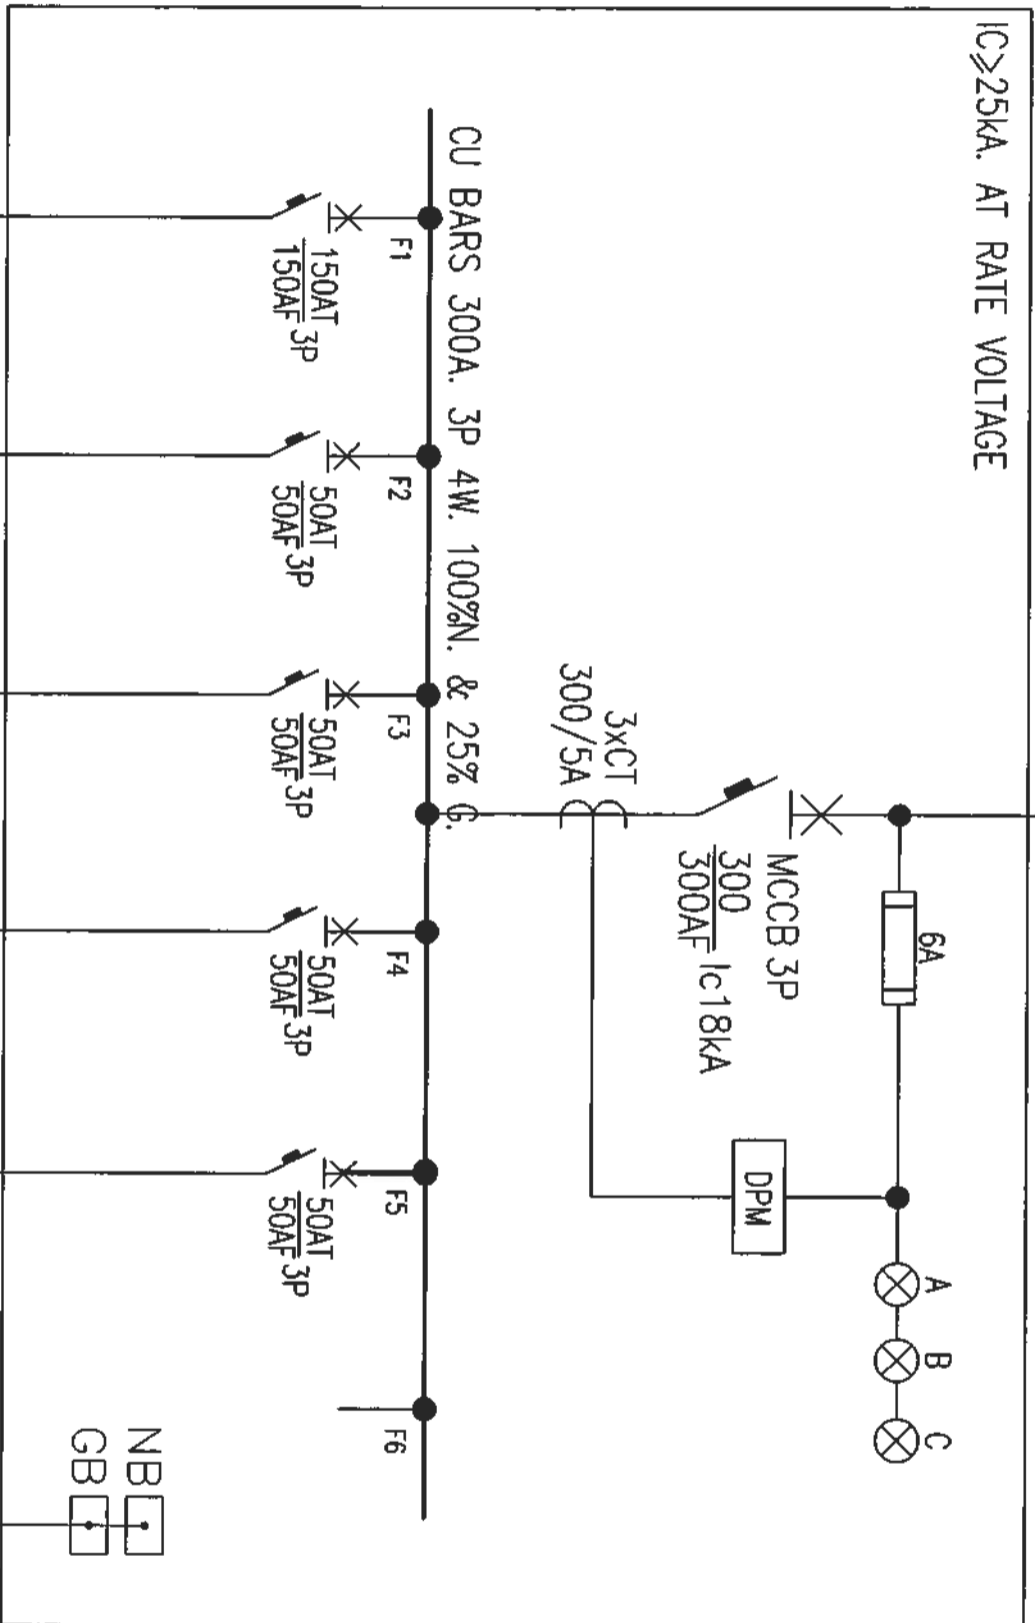 IC≥25kA. AT RATE VOLTAGE
6A
A
B
C
MCCB 3P
300
300AF Ic18kA
DPM
3xCT
300/5A
CU BARS 300A. 3P 4W. 100%N. & 25% G.
F1
150AT
150AF 3P
F2
50AT
50AF 3P
F3
50AT
50AF 3P
F4
50AT
50AF 3P
F5
50AT
50AF 3P
F6
NB
GB